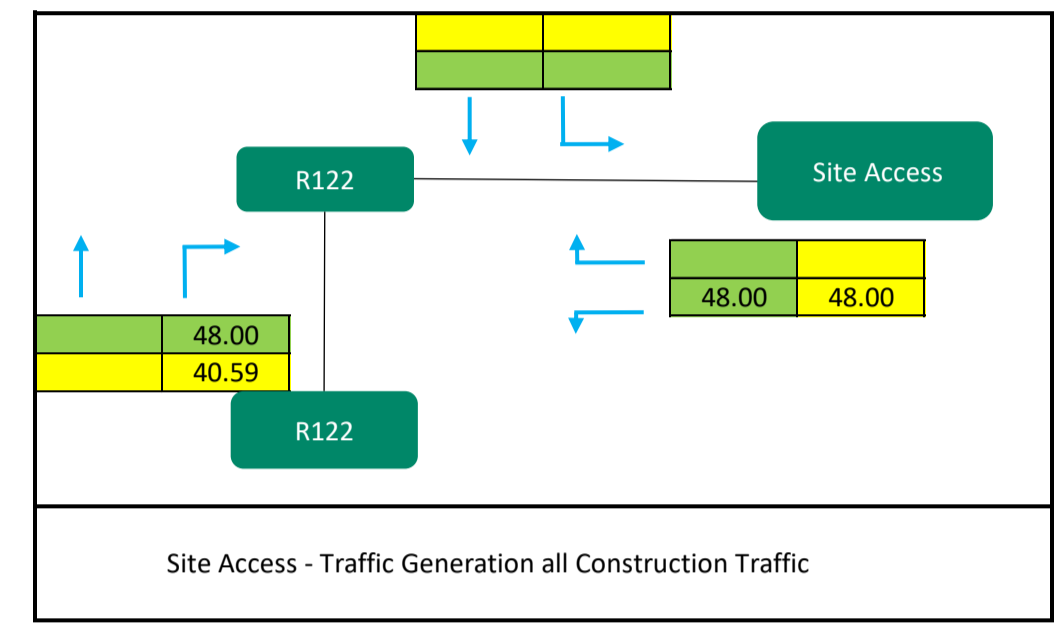 R122
Site Access
48.00 48.00
48.00
40.59
R122
Site Access - Traffic Generation all Construction Traffic